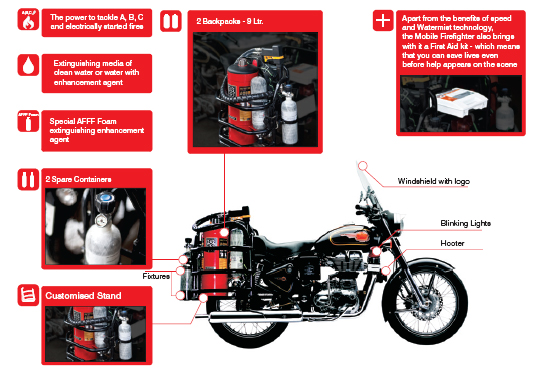 A,B,C,F
The power to tackle A, B, C
and electrically started fires
Extinguishing media of
clean water or water with
enhancement agent
AFFF Foam
Special AFFF Foam
extinguishing enhancement
agent
2 Spare Containers
Fixtures
Customised Stand
2 Backpacks - 9 Ltr.
Apart from the benefits of speed
and Watermist technology,
the Mobile Firefighter also brings
with it a First Aid kit - which means
that you can save lives even
before help appears on the scene
Windshield with logo
Blinking Lights
Hooter